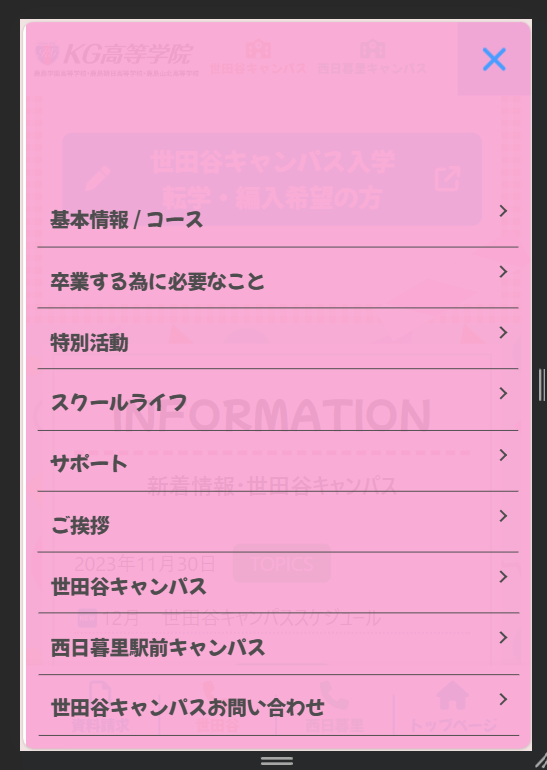 KG高等学院
世田谷キャンパス 西日暮里キャンパス
世田谷キャンパス入学
転学・編入希望の方
基本情報 / コース
卒業する為に必要なこと
特別活動
スクールライフ
INFORMATION
サポート
新着情報・世田谷キャンパス
ご挨拶
2023年11月30日 TOPICS
世田谷キャンパス
12月 世田谷キャンパススケジュール
西日暮里駅前キャンパス
世田谷キャンパスお問い合わせ
資料請求 世田谷 西日暮里 トップページ